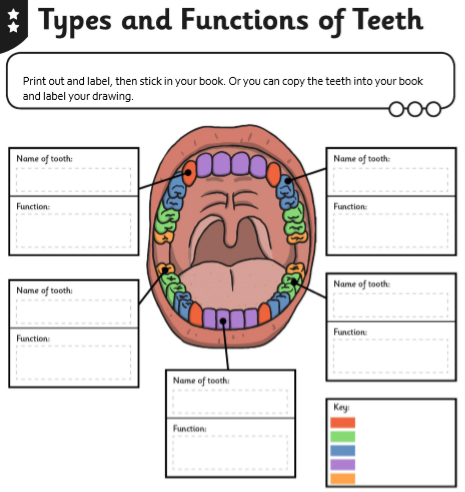 Types and Functions of Teeth
Print out and label, then stick in your book. Or you can copy the teeth into your book
and label your drawing.
Name of tooth:
Function:
Name of tooth:
Function:
Name of tooth:
Function:
Name of tooth:
Function:
Name of tooth:
Function:
Key: